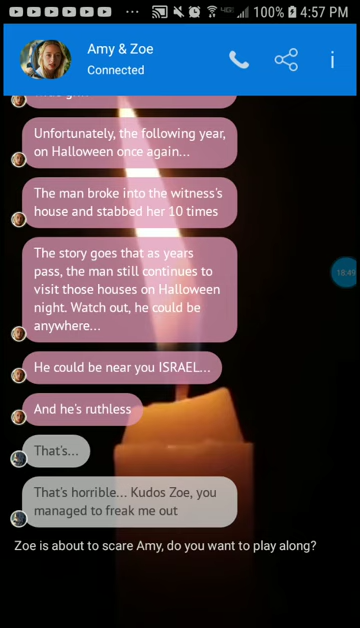 100% 4:57 PM
Amy & Zoe
Connected
i
Unfortunately, the following year,
on Halloween once again...
The man broke into the witness's
house and stabbed her 10 times
The story goes that as years
pass, the man still continues to
visit those houses on Halloween
night. Watch out, he could be
anywhere...
18:49
He could be near you ISRAEL...
And he's ruthless
That's...
That's horrible... Kudos Zoe, you
managed to freak me out
Zoe is about to scare Amy, do you want to play along?